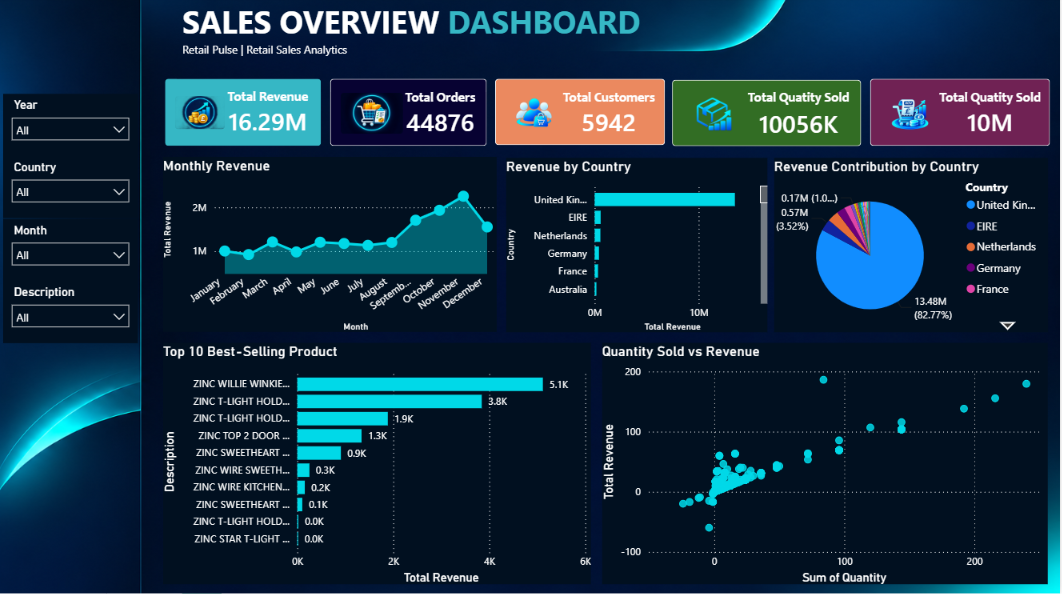 SALES OVERVIEW DASHBOARD
Retail Pulse | Retail Sales Analytics
Year
All
Country
All
Month
All
Description
All
Total Revenue
16.29M
Total Orders
44876
Total Customers
5942
Total Quatity Sold
10056K
Total Quatity Sold
10M
Monthly Revenue
Total Revenue
2M
1M
January
February
March
April
May
June
July
August
Septemb...
October
November
December
Month
Revenue by Country
Country
United Kin...
EIRE
Netherlands
Germany
France
Australia
0M
10M
Total Revenue
Revenue Contribution by Country
0.17M (1.0...)
0.57M
(3.52%)
13.48M
(82.77%)
Country
United Kin...
EIRE
Netherlands
Germany
France
Top 10 Best-Selling Product
Description
ZINC WILLIE WINKIE... 5.1K
ZINC T-LIGHT HOLD... 3.8K
ZINC T-LIGHT HOLD... 1.9K
ZINC TOP 2 DOOR ... 1.3K
ZINC SWEETHEART ... 0.9K
ZINC WIRE SWEETH... 0.3K
ZINC WIRE KITCHEN... 0.2K
ZINC SWEETHEART ... 0.1K
ZINC T-LIGHT HOLD... 0.0K
ZINC STAR T-LIGHT ... 0.0K
0K
2K
4K
6K
Total Revenue
Quantity Sold vs Revenue
Total Revenue
200
100
0
-100
0
100
200
Sum of Quantity